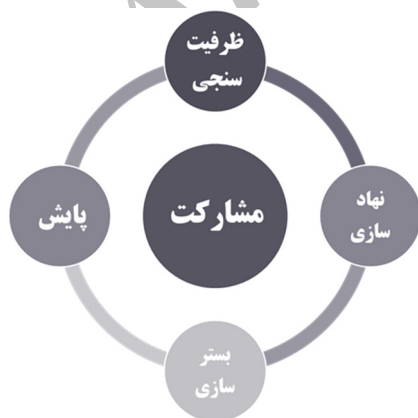 ظرفیت
سنجی
نهاد
سازی
مشارکت
پایش
بستر
سازی